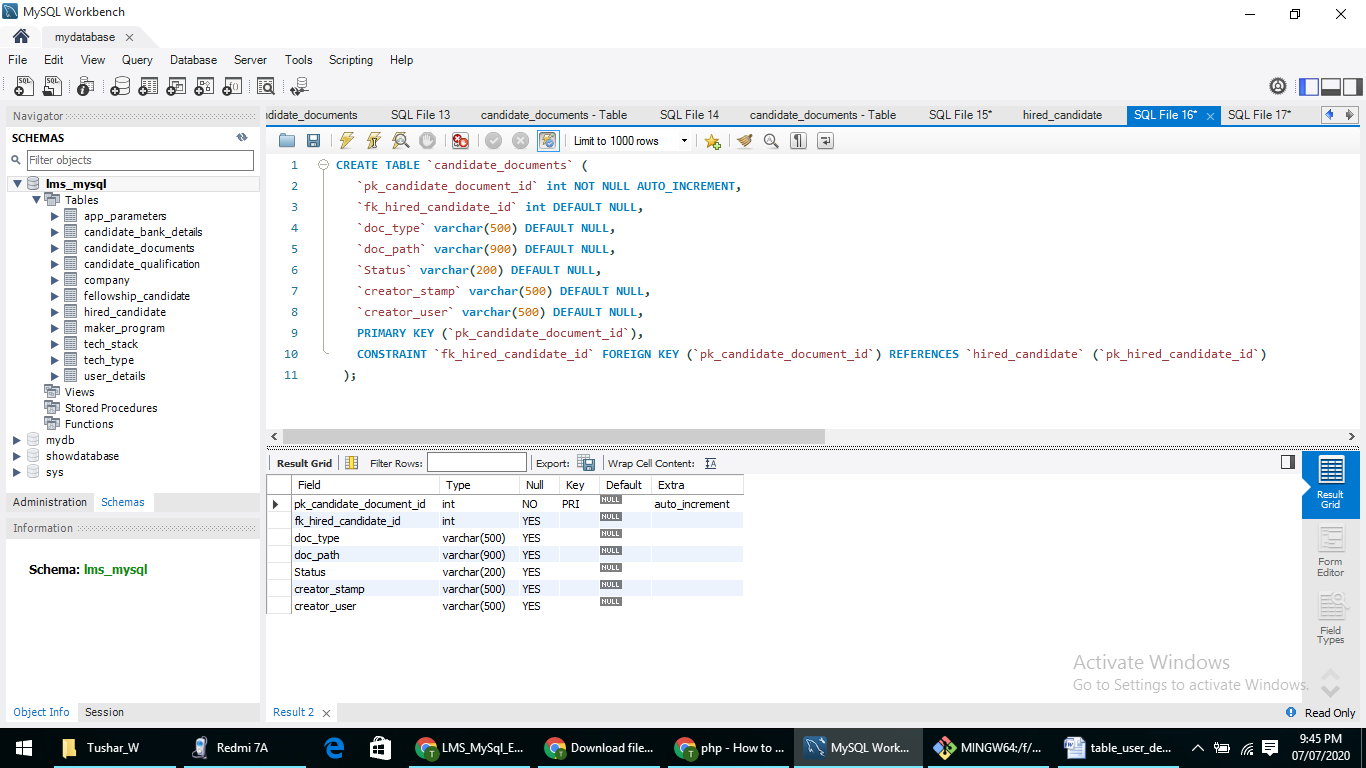 MySQL Workbench
mydatabase
File Edit View Query Database Server Tools Scripting Help
Navigator
SCHEMAS
Filter objects
lms_mysql
Tables
app_parameters
candidate_bank_details
candidate_documents
candidate_qualification
company
fellowship_candidate
hired_candidate
maker_program
tech_stack
tech_type
user_details
Views
Stored Procedures
Functions
mydb
showdatabase
sys
Administration Schemas
Information
Schema: lms_mysql
Object Info Session
ndidate_documents SQL File 13 candidate_documents - Table SQL File 14 candidate_documents - Table SQL File 15* hired_candidate SQL File 16* SQL File 17*
Limit to 1000 rows
1 CREATE TABLE `candidate_documents` (
2 `pk_candidate_document_id` int NOT NULL AUTO_INCREMENT,
3 `fk_hired_candidate_id` int DEFAULT NULL,
4 `doc_type` varchar(500) DEFAULT NULL,
5 `doc_path` varchar(900) DEFAULT NULL,
6 `Status` varchar(200) DEFAULT NULL,
7 `creator_stamp` varchar(500) DEFAULT NULL,
8 `creator_user` varchar(500) DEFAULT NULL,
9 PRIMARY KEY (`pk_candidate_document_id`),
10 CONSTRAINT `fk_hired_candidate_id` FOREIGN KEY (`pk_candidate_document_id`) REFERENCES `hired_candidate` (`pk_hired_candidate_id`)
11 );
Result Grid Filter Rows: Export: Wrap Cell Content:
Field Type Null Key Default Extra
pk_candidate_document_id int NO PRI NULL auto_increment
fk_hired_candidate_id int YES NULL
doc_type varchar(500) YES NULL
doc_path varchar(900) YES NULL
Status varchar(200) YES NULL
creator_stamp varchar(500) YES NULL
creator_user varchar(500) YES NULL
Result
Grid
Form
Editor
Field
Types
Activate Windows
Go to Settings to activate Windows.
Result 2
Read Only
Tushar_W Redmi 7A LMS_MySql_E... Download file... php - How to ... MySQL Work... MINGW64:/f/... table_user_de...
9:45 PM
07/07/2020